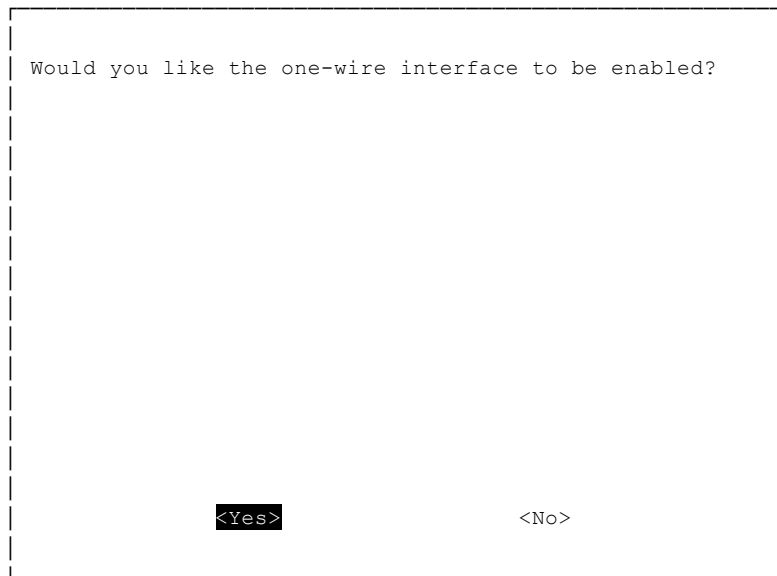 Would you like the one-wire interface to be enabled?
<Yes> <No>